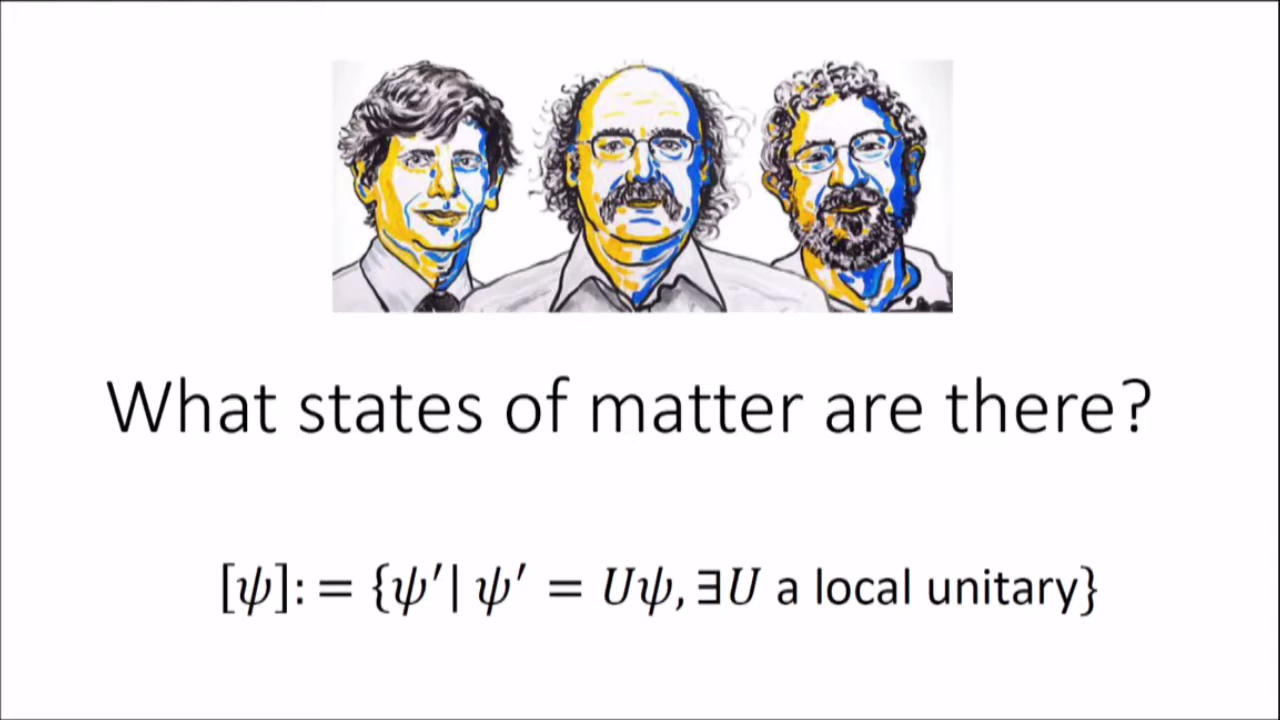 What states of matter are there?
[ψ]: = {ψ′| ψ′ = Uψ, ∃U a local unitary}